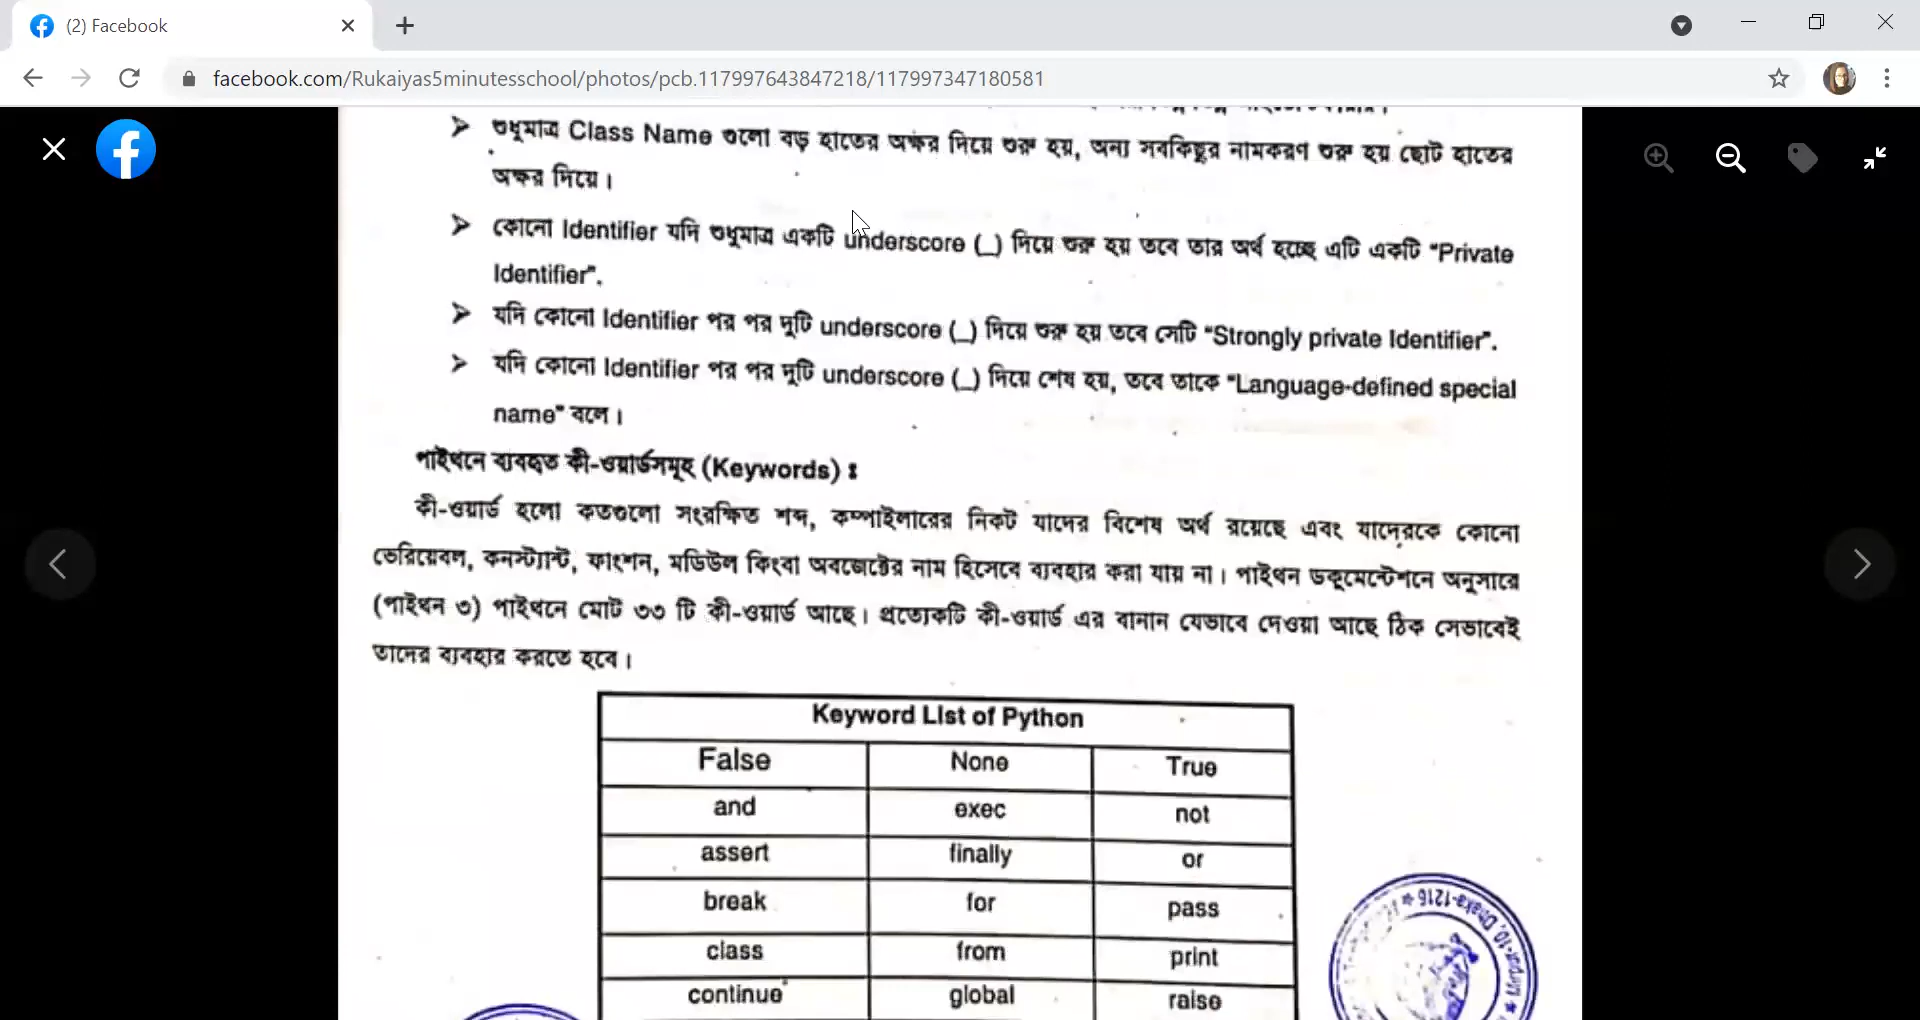 (2) Facebook
facebook.com/Rukaiyas5minutesschool/photos/pcb.117997643847218/117997347180581
➤ শুধুমাত্র Class Name গুলো বড় হাতের অক্ষর দিয়ে শুরু হয়, অন্য সবকিছুর নামকরণ শুরু হয় ছোট হাতের
অক্ষর দিয়ে।
➤ কোনো Identifier যদি শুধুমাত্র একটি underscore (_) দিয়ে শুরু হয় তবে তার অর্থ হচ্ছে এটি একটি "Private
Identifier".
➤ যদি কোনো Identifier পর পর দুটি underscore (_) দিয়ে শুরু হয় তবে সেটি "Strongly private Identifier".
➤ যদি কোনো Identifier পর পর দুটি underscore (_) দিয়ে শেষ হয়, তবে তাকে "Language-defined special
name" বলে।
পাইথনে ব্যবহৃত কী-ওয়ার্ডসমূহ (Keywords) ঃ
কী-ওয়ার্ড হলো কতগুলো সংরক্ষিত শব্দ, কম্পাইলারের নিকট যাদের বিশেষ অর্থ রয়েছে এবং যাদেরকে কোনো
ভেরিয়েবল, কনস্ট্যান্ট, ফাংশন, মডিউল কিংবা অবজেক্টের নাম হিসেবে ব্যবহার করা যায় না। পাইথন ডকুমেন্টেশনে অনুসারে
(পাইথন ৩) পাইথনে মোট ৩৩ টি কী-ওয়ার্ড আছে। প্রত্যেকটি কী-ওয়ার্ড এর বানান যেভাবে দেওয়া আছে ঠিক সেভাবেই
তাদের ব্যবহার করতে হবে।
Keyword List of Python
False None True
and exec not
assert finally or
break for pass
class from print
continue global raise
Mirpur-10, Dhaka-1216